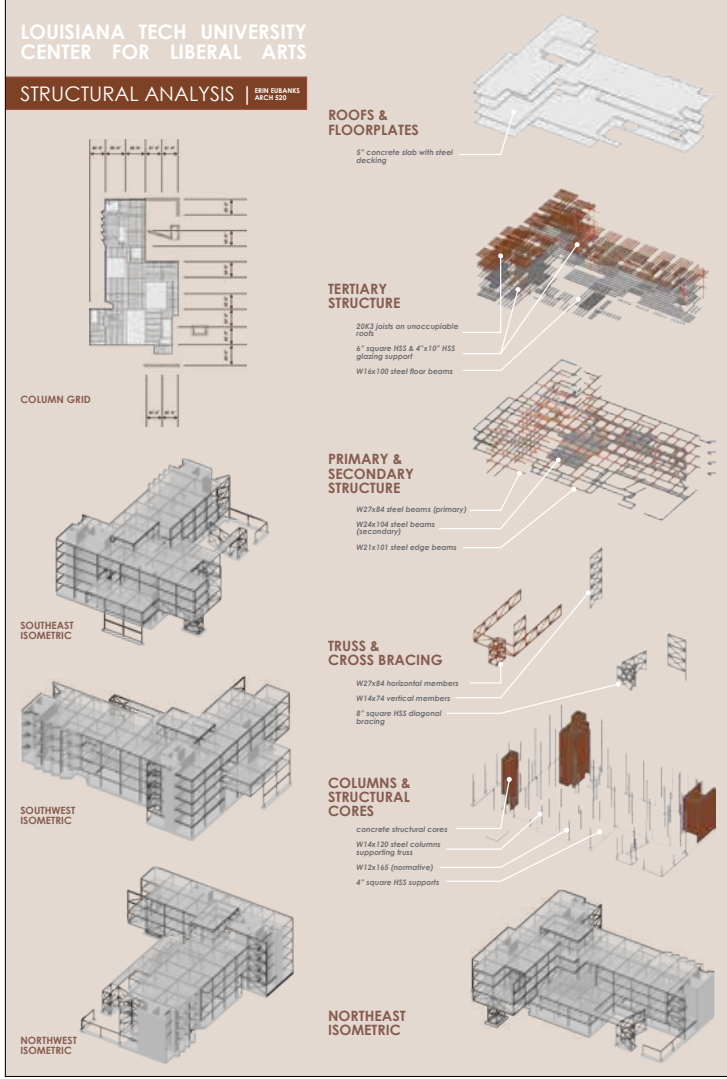 LOUISIANA TECH UNIVERSITY
CENTER FOR LIBERAL ARTS
STRUCTURAL ANALYSIS | ERIN EUBANKS
ARCH 520
COLUMN GRID
SOUTHEAST
ISOMETRIC
SOUTHWEST
ISOMETRIC
NORTHWEST
ISOMETRIC
ROOFS &
FLOORPLATES
5" concrete slab with steel
decking
TERTIARY
STRUCTURE
20K3 joists on unoccupiable
roofs
6" square HSS & 4"x10" HSS
glazing support
W16x100 steel floor beams
PRIMARY &
SECONDARY
STRUCTURE
W27x84 steel beams (primary)
W24x104 steel beams
(secondary)
W21x101 steel edge beams
TRUSS &
CROSS BRACING
W27x84 horizontal members
W14x74 vertical members
8" square HSS diagonal
bracing
COLUMNS &
STRUCTURAL
CORES
concrete structural cores
W14x120 steel columns
supporting truss
W12x165 (normative)
4" square HSS supports
NORTHEAST
ISOMETRIC